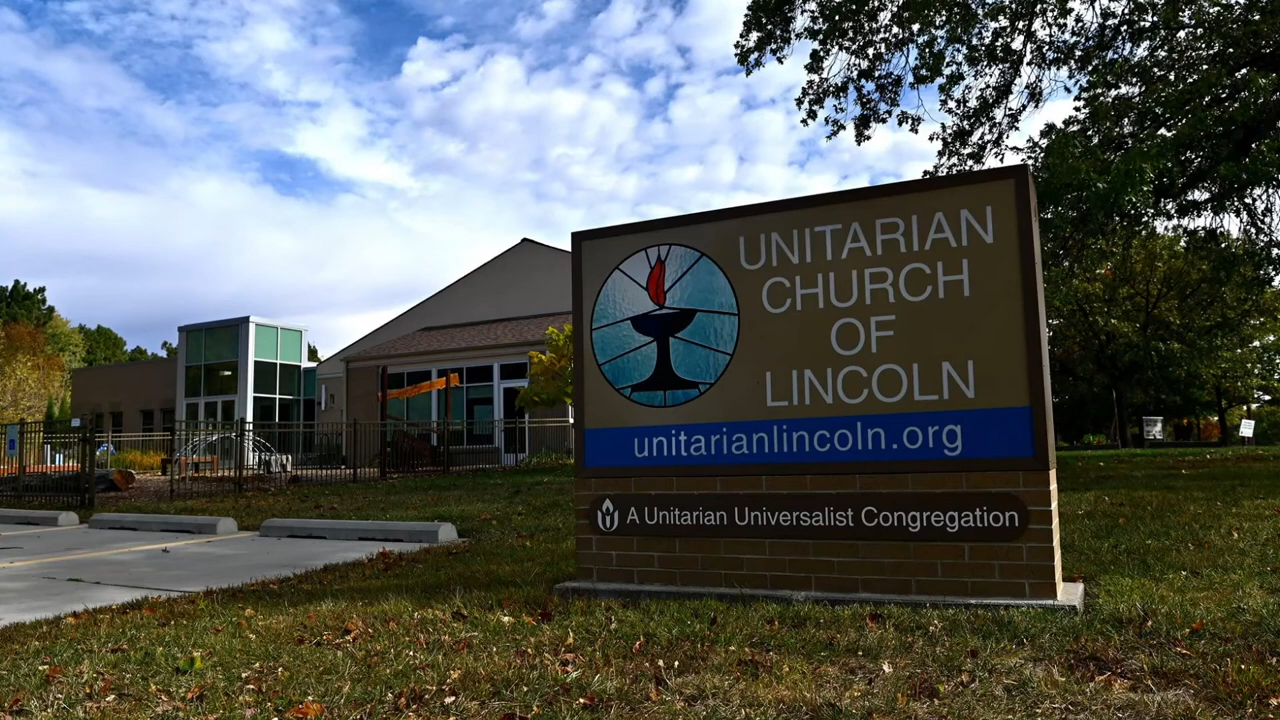 UNITARIAN
CHURCH
OF
LINCOLN
unitarianlincoln.org
A Unitarian Universalist Congregation